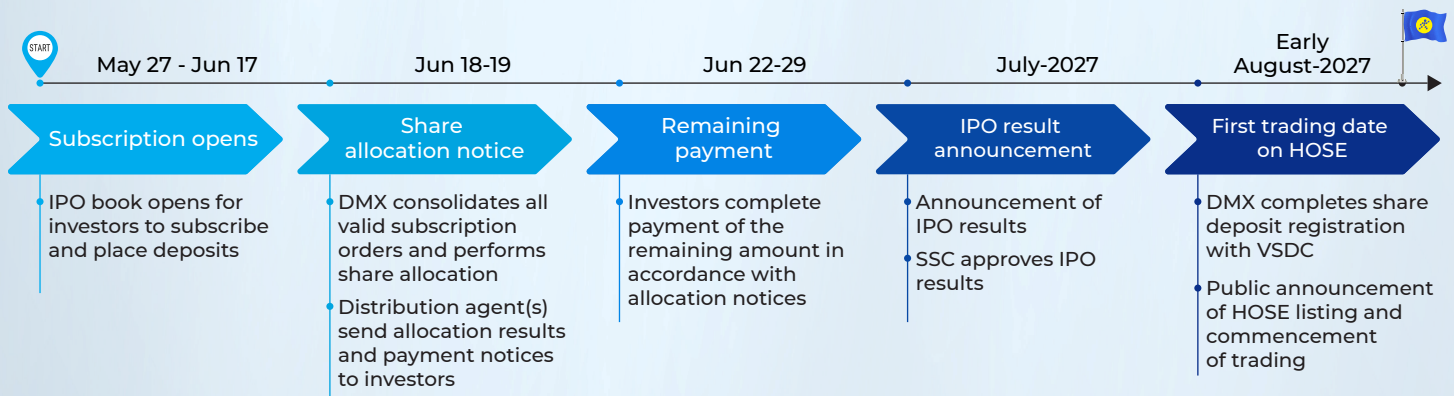 START
May 27 - Jun 17
Jun 18-19
Jun 22-29
July-2027
Early
August-2027
Subscription opens
Share
allocation notice
Remaining
payment
IPO result
announcement
First trading date
on HOSE
IPO book opens for
investors to subscribe
and place deposits
DMX consolidates all
valid subscription
orders and performs
share allocation
Distribution agent(s)
send allocation results
and payment notices
to investors
Investors complete
payment of the
remaining amount in
accordance with
allocation notices
Announcement of
IPO results
SSC approves IPO
results
DMX completes share
deposit registration
with VSDC
Public announcement
of HOSE listing and
commencement
of trading